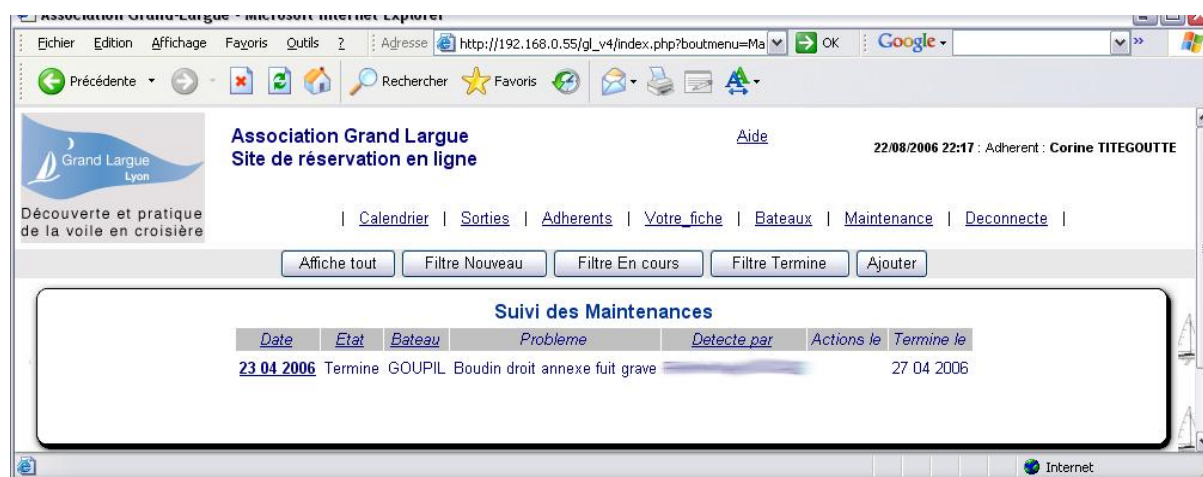 Association Grand-Largue - Microsoft Internet Explorer
Fichier Edition Affichage Favoris Outils ? Adresse http://192.168.0.55/gl_v4/index.php?boutmenu=Ma OK Google »
Précédente Rechercher Favoris
Grand Largue
Lyon
Découverte et pratique
de la voile en croisière
Association Grand Largue
Site de réservation en ligne
Aide
22/08/2006 22:17 : Adherent : Corine TITEGOUTTE
| Calendrier | Sorties | Adherents | Votre_fiche | Bateaux | Maintenance | Deconnecte |
Affiche tout Filtre Nouveau Filtre En cours Filtre Termine Ajouter
Suivi des Maintenances
Date Etat Bateau Probleme Detecte par Actions le Termine le
23 04 2006 Termine GOUPIL Boudin droit annexe fuit grave 27 04 2006
Internet